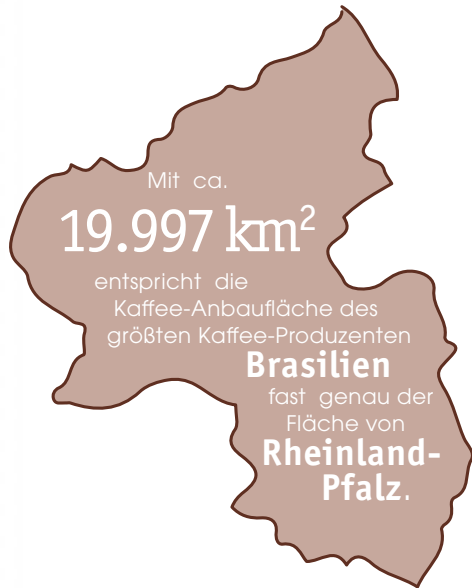 Mit ca.
19.997 km²
entspricht die
Kaffee-Anbaufläche des
größten Kaffee-Produzenten
Brasilien
fast genau der
Fläche von
Rheinland-
Pfalz.